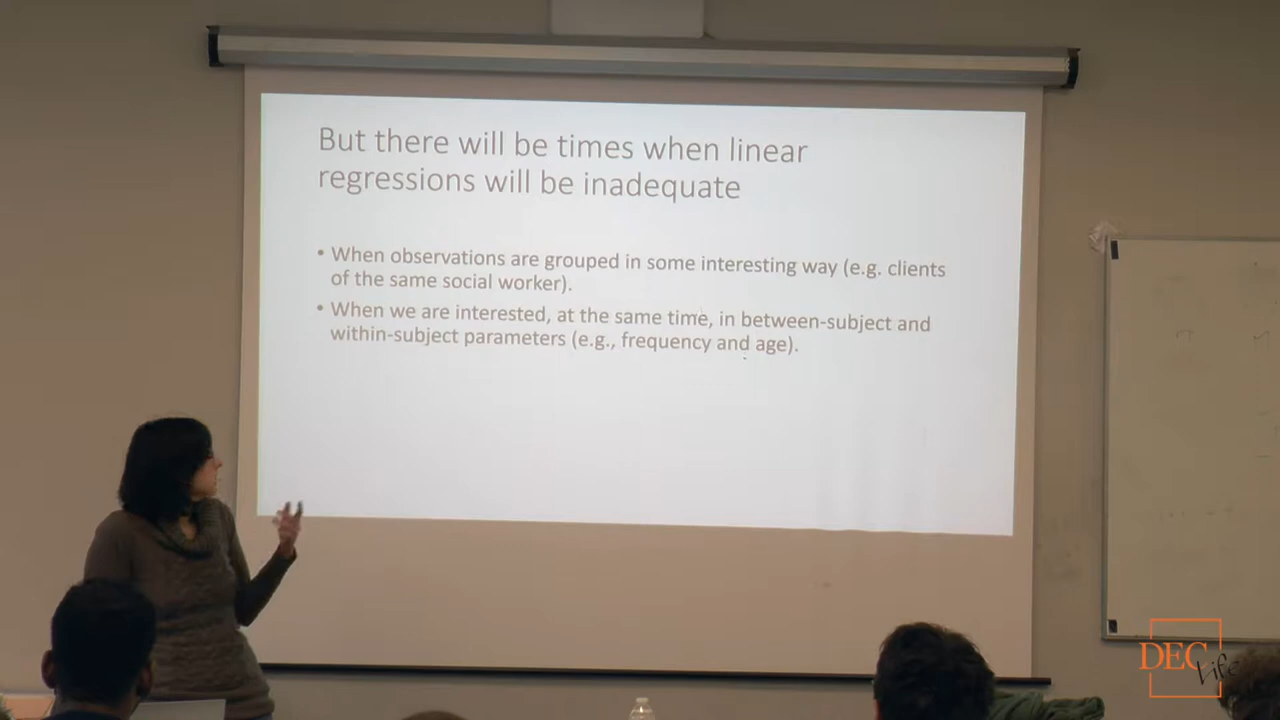 But there will be times when linear
regressions will be inadequate
• When observations are grouped in some interesting way (e.g. clients
of the same social worker).
• When we are interested, at the same time, in between-subject and
within-subject parameters (e.g., frequency and age).
DEC Life